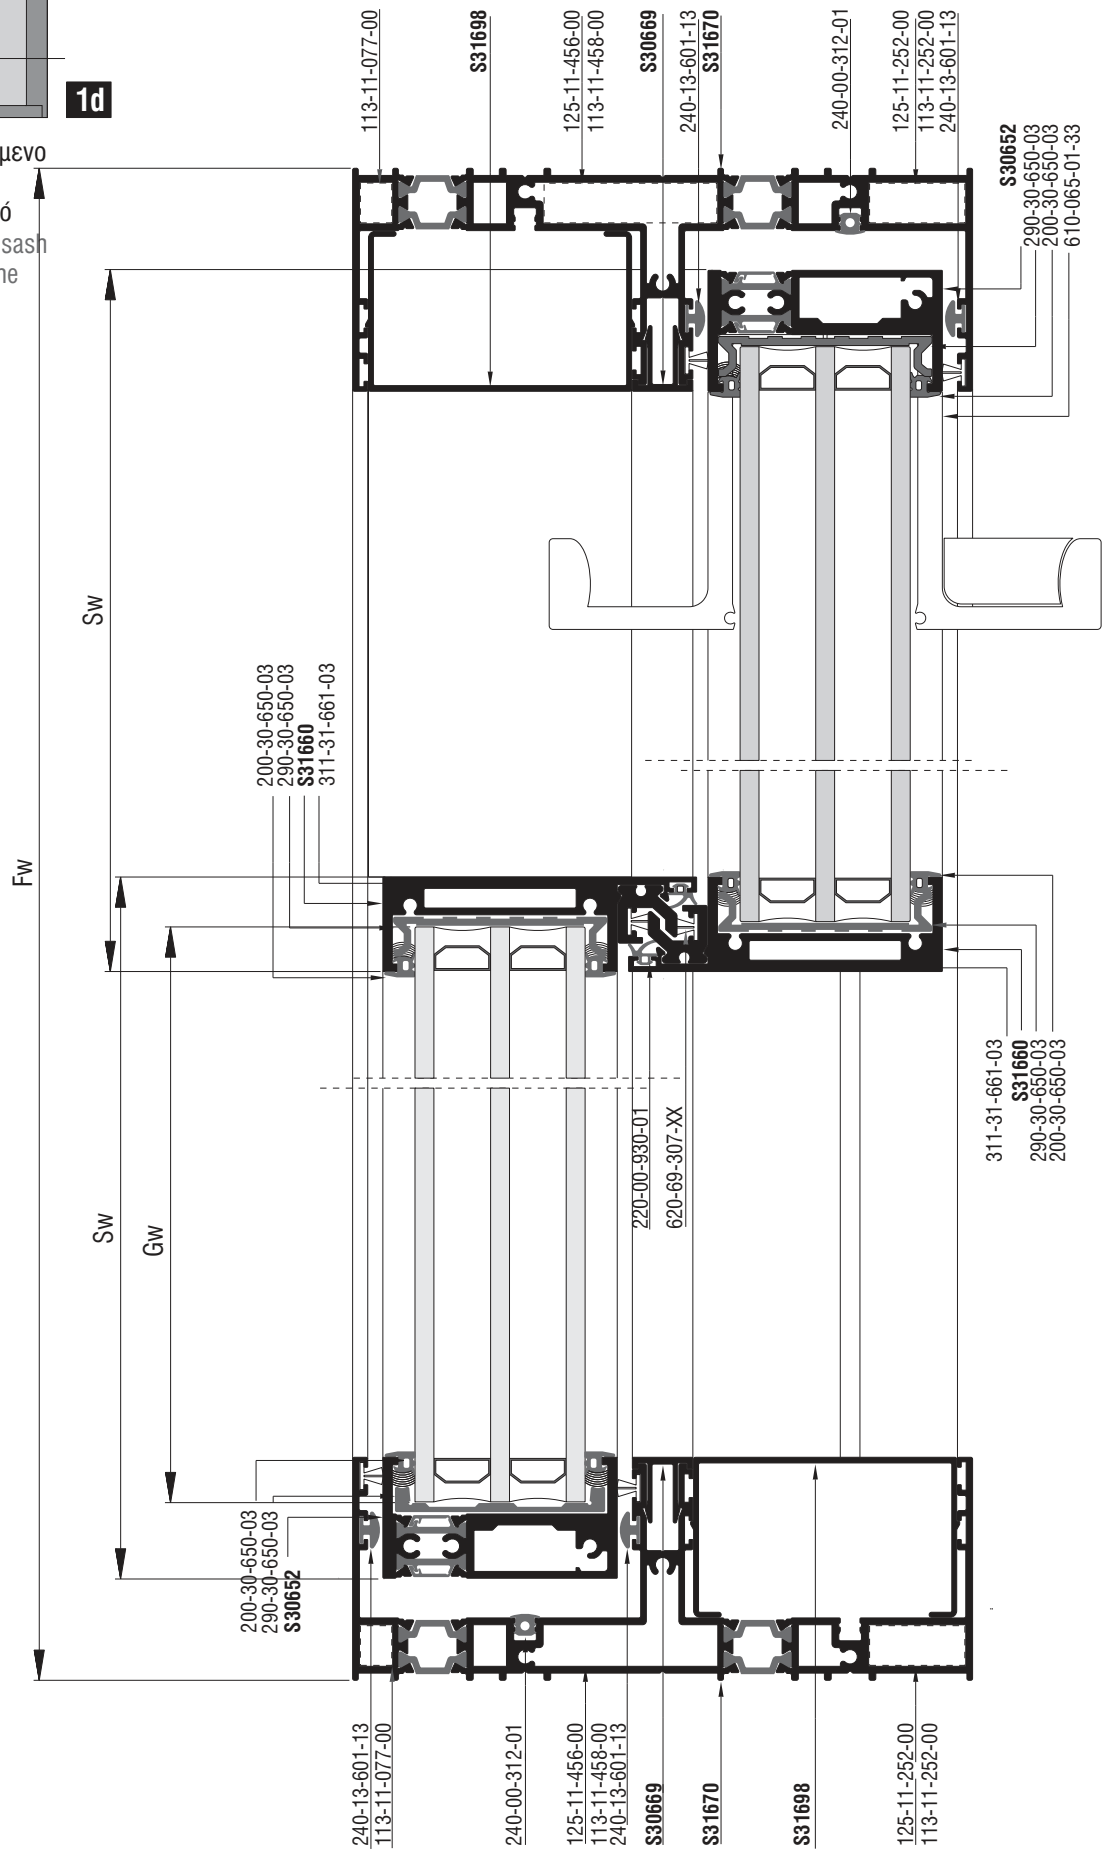 1d
μενο
ό
sash
ne
113-11-077-00
S31698
125-11-456-00
113-11-458-00
S30669
240-13-601-13
S31670
240-00-312-01
125-11-252-00
113-11-252-00
240-13-601-13
S30652
290-30-650-03
200-30-650-03
610-065-01-33
Sw
Fw
200-30-650-03
290-30-650-03
S31660
311-31-661-03
Sw
Gw
220-00-930-01
620-69-307-XX
311-31-661-03
S31660
290-30-650-03
200-30-650-03
200-30-650-03
290-30-650-03
S30652
240-13-601-13
113-11-077-00
240-00-312-01
125-11-456-00
113-11-458-00
240-13-601-13
S30669
S31670
S31698
125-11-252-00
113-11-252-00